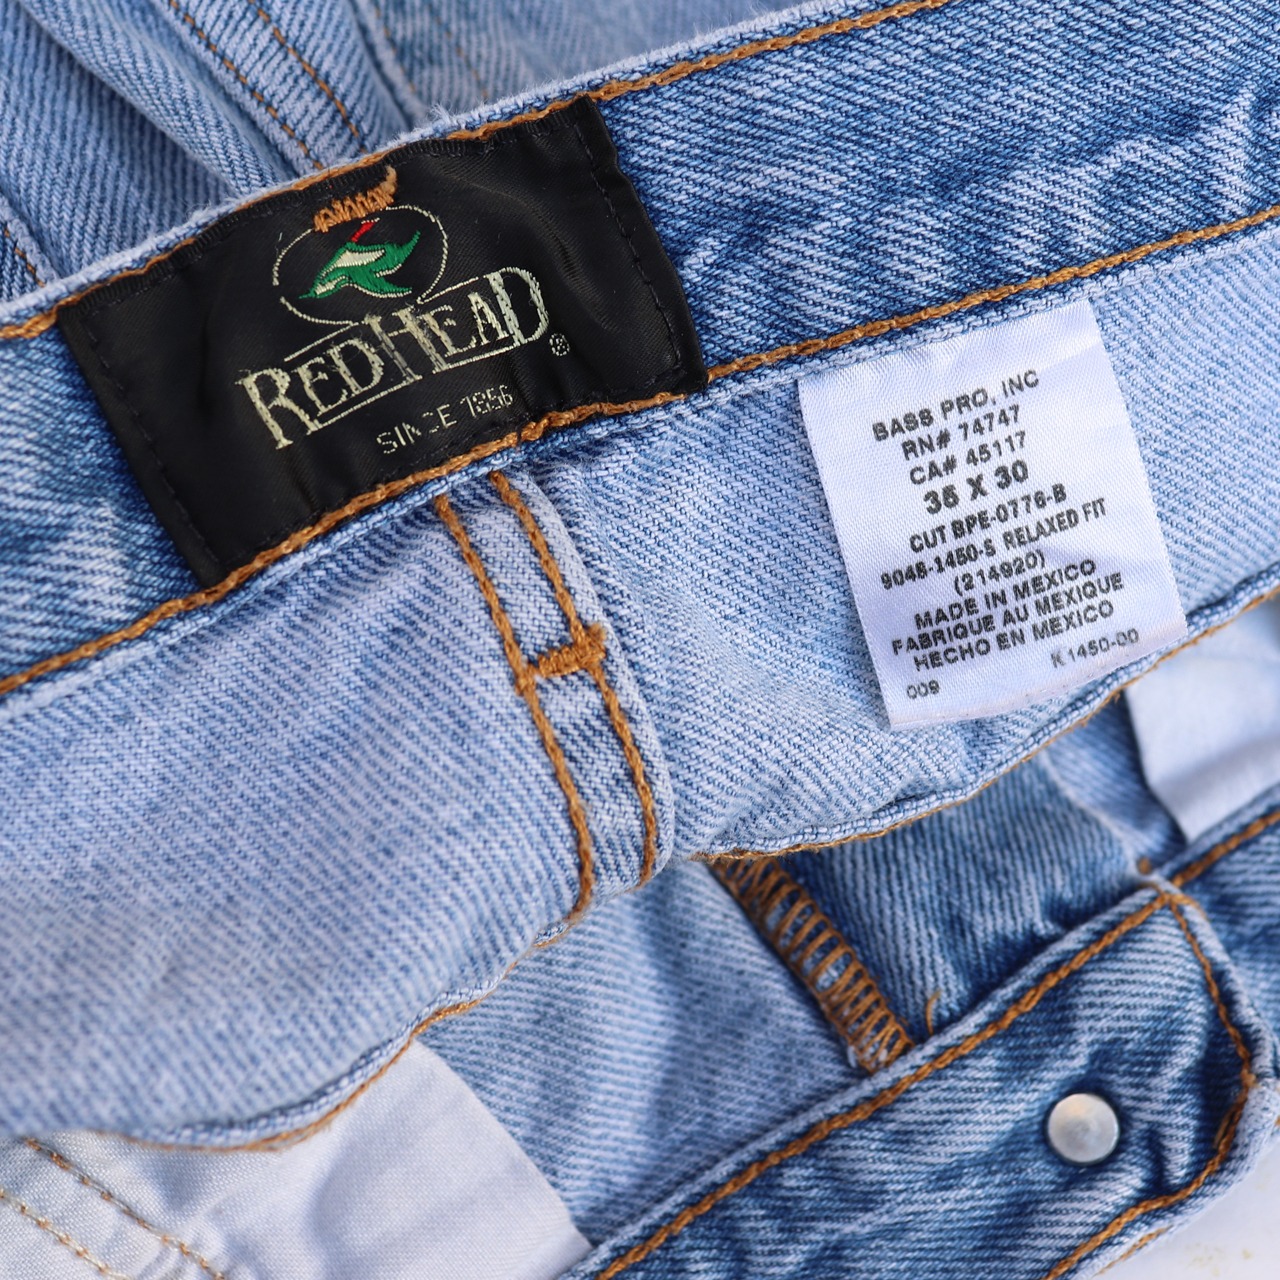 REDHEAD®
SINCE 1856
BASS PRO, INC
RN# 74747
CA# 45117
35 X 30
CUT BPE-0776-B
9045-1450-S RELAXED FIT
(214920)
MADE IN MEXICO
FABRIQUE AU MEXIQUE
HECHO EN MEXICO
K1450-00
009